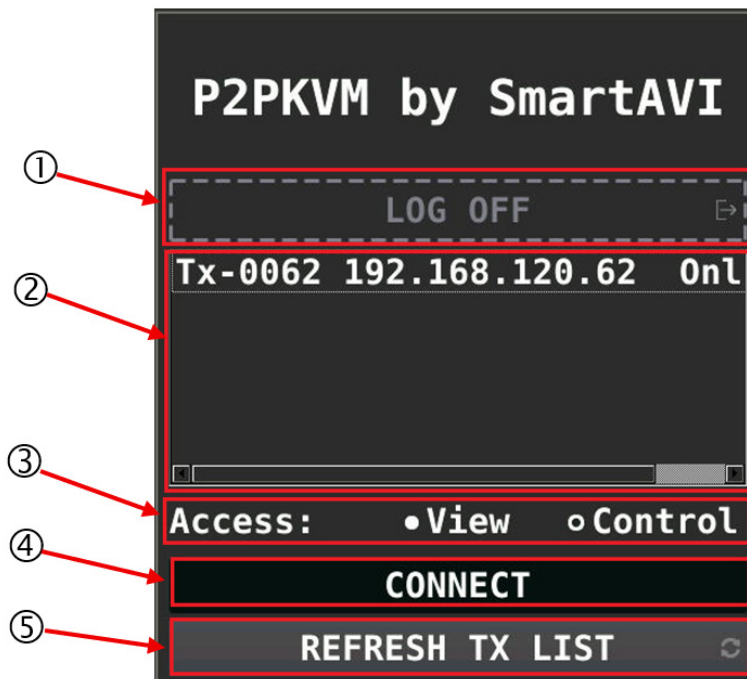 P2PKVM by SmartAVI
① LOG OFF
② Tx-0062 192.168.120.62 Onl
③ Access: View Control
④ CONNECT
⑤ REFRESH TX LIST